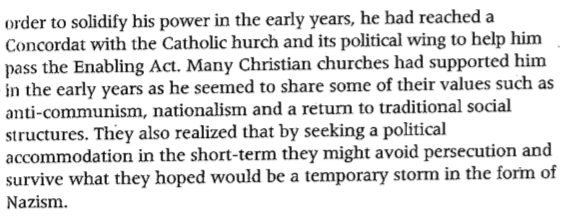 order to solidify his power in the early years, he had reached a
Concordat with the Catholic hurch and its political wing to help him
pass the Enabling Act. Many Christian churches had supported him
in the early years as he seemed to share some of their values such as
anti-communism, nationalism and a return to traditional social
structures. They also realized that by seeking a political
accommodation in the short-term they might avoid persecution and
survive what they hoped would be a temporary storm in the form of
Nazism.